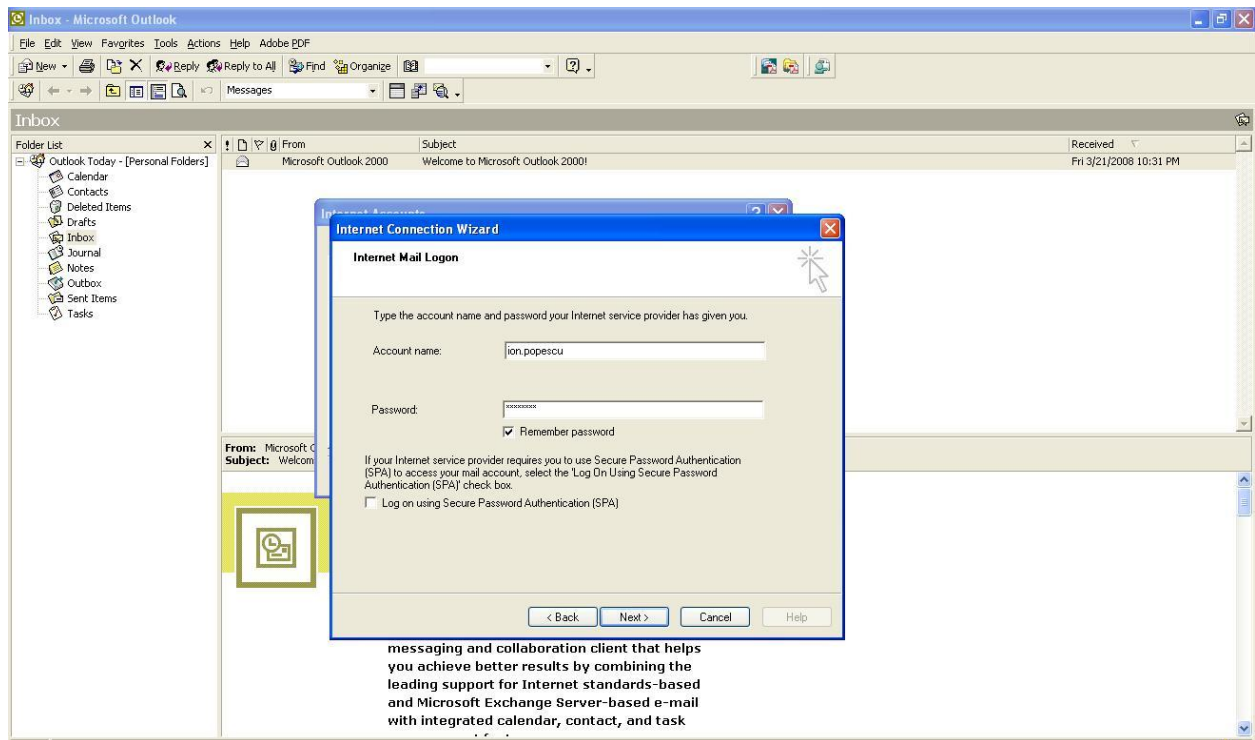 Inbox - Microsoft Outlook
File Edit View Favorites Tools Actions Help Adobe PDF
New Reply Reply to All Find Organize
Messages
Inbox
Folder List
From Subject Received
Outlook Today - [Personal Folders]
Microsoft Outlook 2000 Welcome to Microsoft Outlook 2000! Fri 3/21/2008 10:31 PM
Calendar
Contacts
Deleted Items
Drafts
Inbox
Journal
Notes
Outbox
Sent Items
Tasks
Internet Accounts
Internet Connection Wizard
Internet Mail Logon
Type the account name and password your Internet service provider has given you.
Account name: ion.popescu
Password: xxxxxxxx
Remember password
If your Internet service provider requires you to use Secure Password Authentication
(SPA) to access your mail account, select the 'Log On Using Secure Password
Authentication (SPA)' check box.
Log on using Secure Password Authentication (SPA)
< Back Next > Cancel Help
From: Microsoft
Subject: Welcom
messaging and collaboration client that helps
you achieve better results by combining the
leading support for Internet standards-based
and Microsoft Exchange Server-based e-mail
with integrated calendar, contact, and task